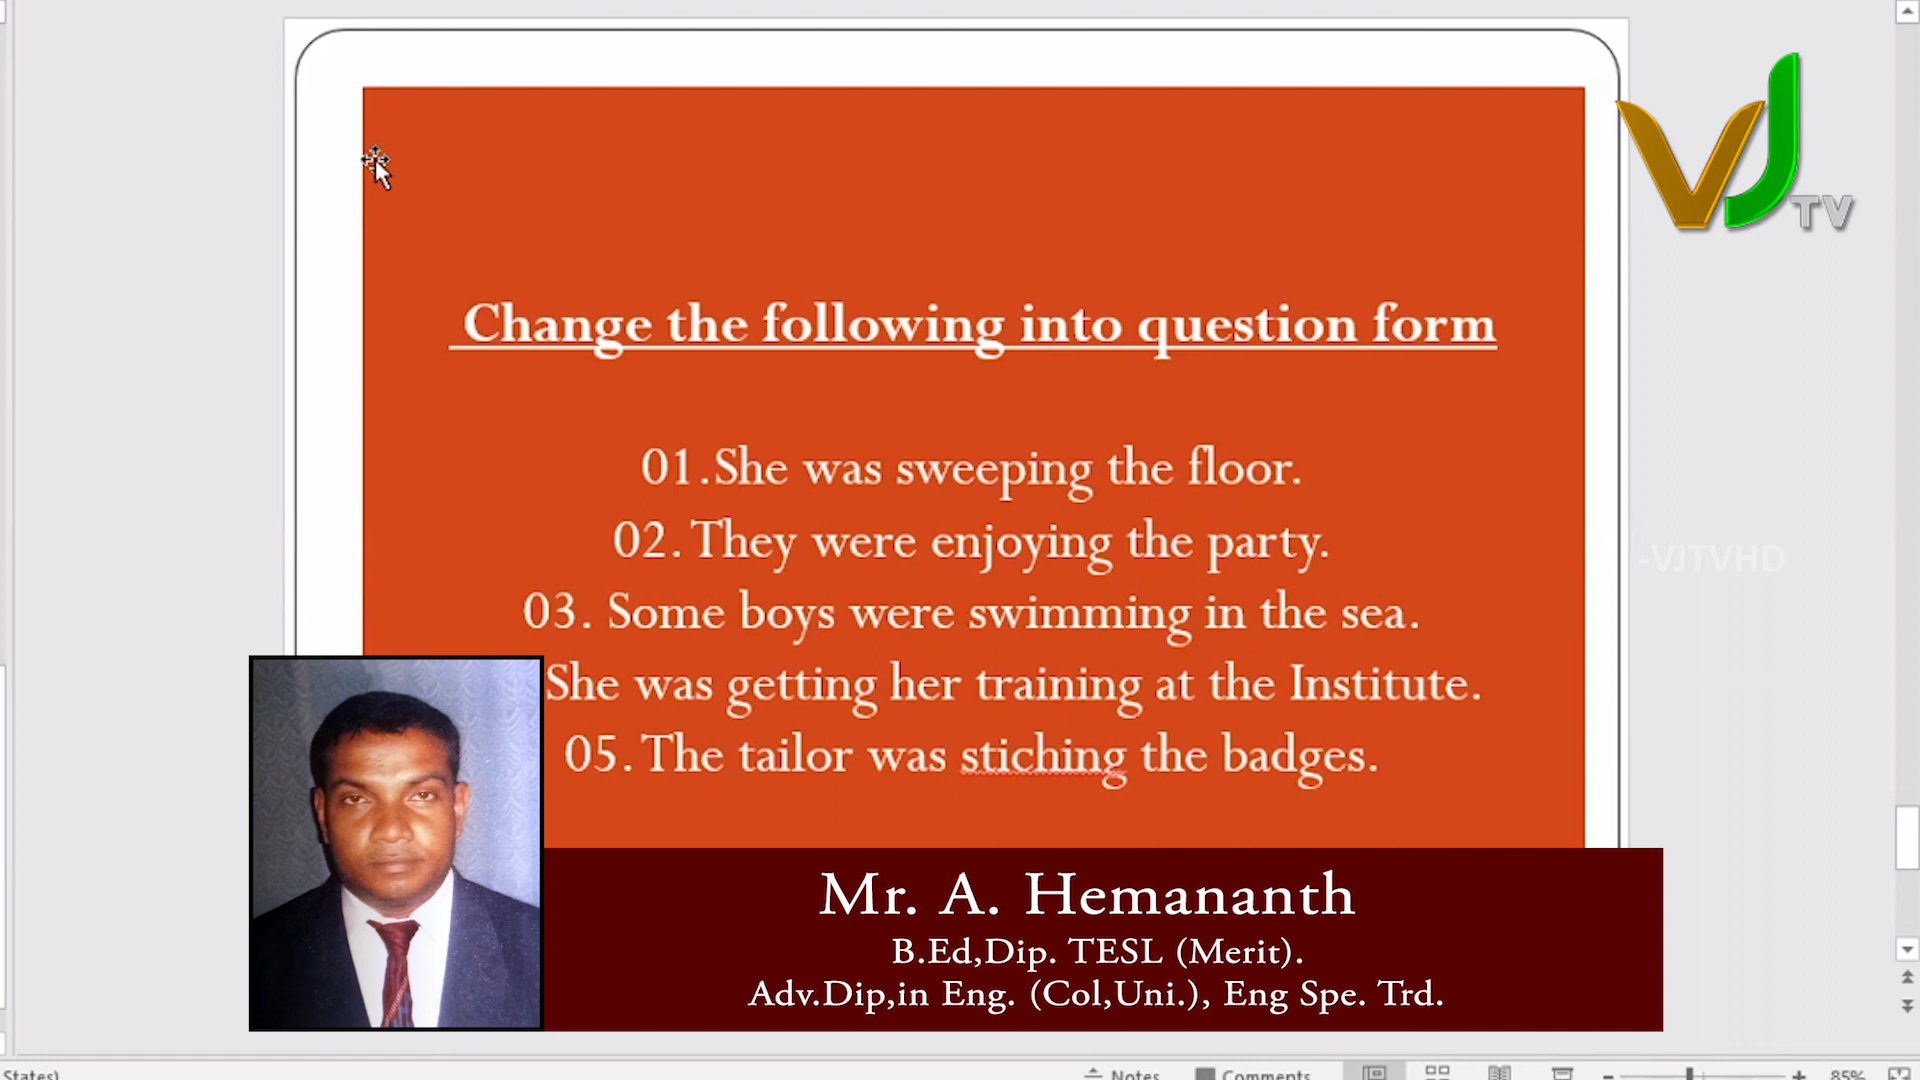 VJ TV
Change the following into question form
01.She was sweeping the floor.
02. They were enjoying the party.
03. Some boys were swimming in the sea.
She was getting her training at the Institute.
05. The tailor was stiching the badges.
-VJTVHD
Mr. A. Hemananth
B.Ed,Dip. TESL (Merit).
Adv.Dip,in Eng. (Col,Uni.), Eng Spe. Trd.
States) Notes Comments 85%